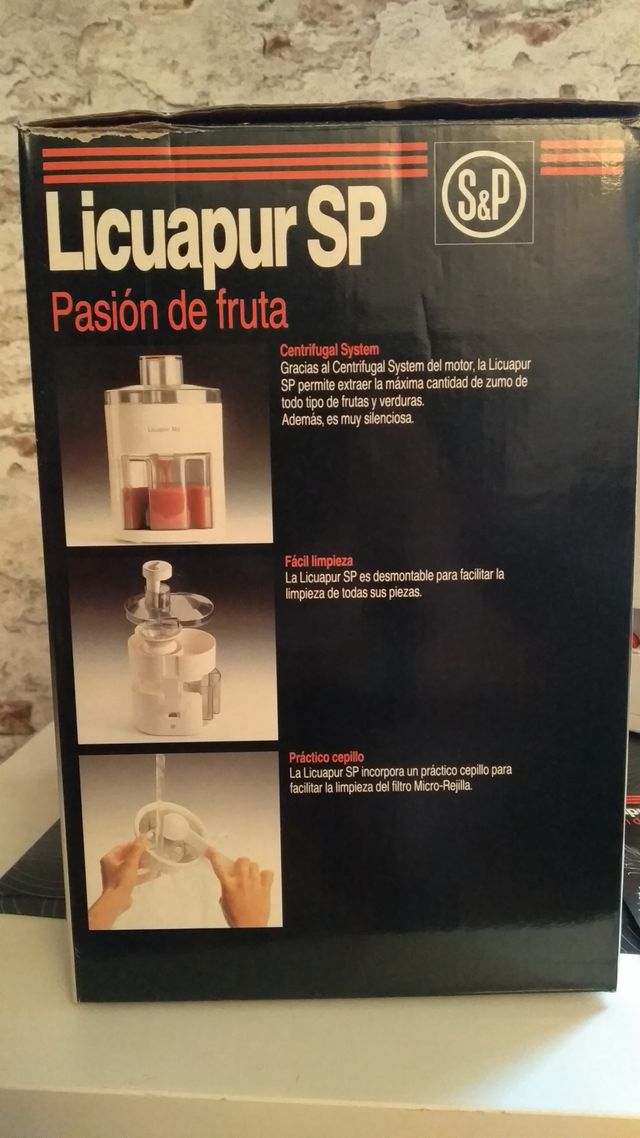 Licuapur SP
S&P
Pasión de fruta
Centrifugal System
Gracias al Centrifugal System del motor, la Licuapur
SP permite extraer la máxima cantidad de zumo de
todo tipo de frutas y verduras.
Además, es muy silenciosa.
Fácil limpieza
La Licuapur SP es desmontable para facilitar la
limpieza de todas sus piezas.
Práctico cepillo
La Licuapur SP incorpora un práctico cepillo para
facilitar la limpieza del filtro Micro-Rejilla.